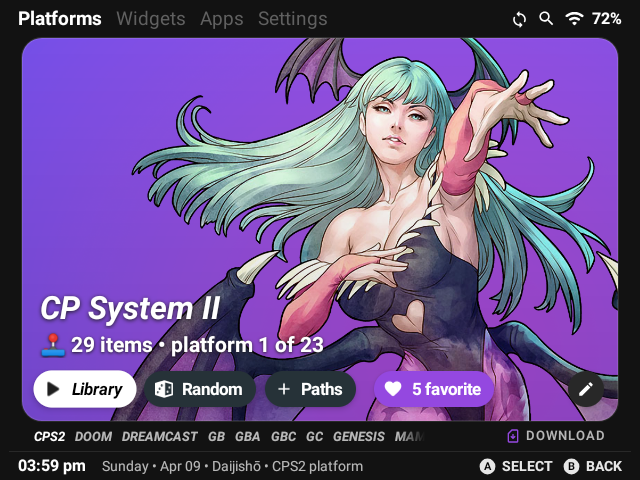 Platforms Widgets Apps Settings 72%
CP System II
29 items • platform 1 of 23
Library Random + Paths 5 favorite
CPS2 DOOM DREAMCAST GB GBA GBC GC GENESIS MAM DOWNLOAD
03:59 pm Sunday • Apr 09 • Daijishō • CPS2 platform A SELECT B BACK